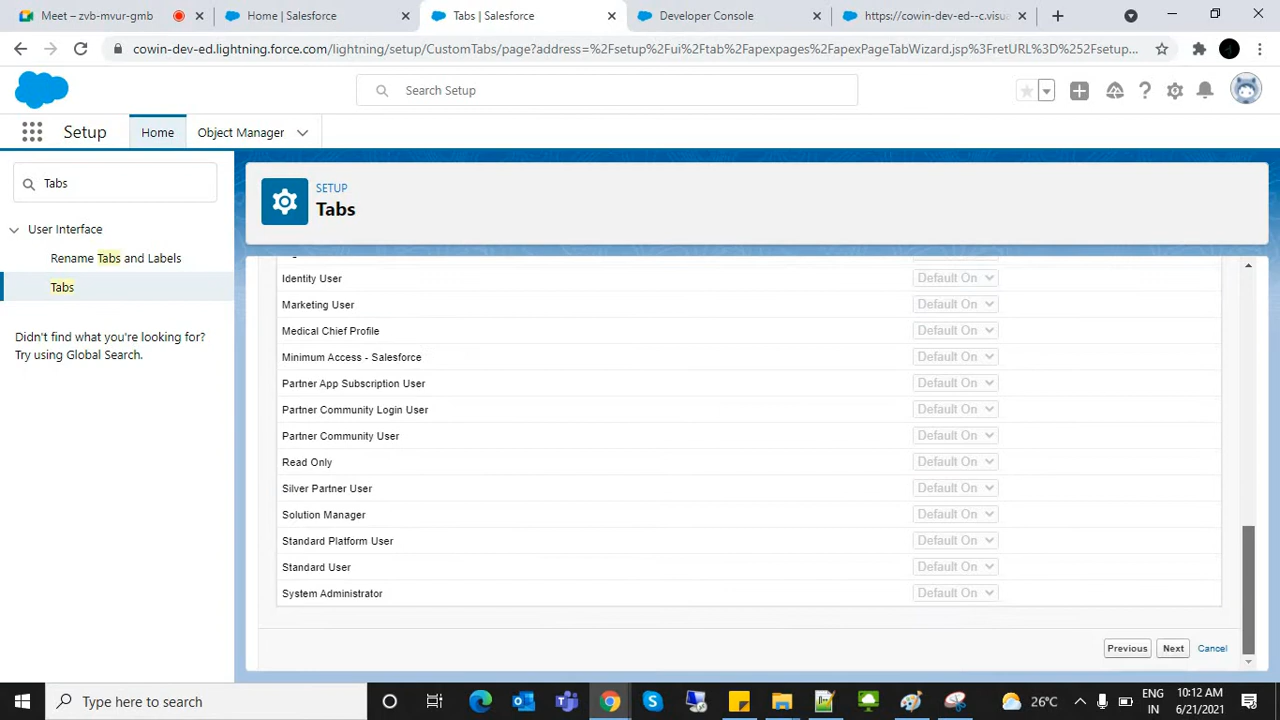 Meet – zvb-mvur-gmb
Home | Salesforce
Tabs | Salesforce
Developer Console
https://cowin-dev-ed--c.visua
cowin-dev-ed.lightning.force.com/lightning/setup/CustomTabs/page?address=%2Fsetup%2Fui%2Ftab%2Fapexpages%2FapexPageTabWizard.jsp%3FretURL%3D%252Fsetup...
Search Setup
Setup
Home
Object Manager
Tabs
User Interface
Rename Tabs and Labels
Tabs
Didn't find what you're looking for?
Try using Global Search.
SETUP
Tabs
Identity User Default On
Marketing User Default On
Medical Chief Profile Default On
Minimum Access - Salesforce Default On
Partner App Subscription User Default On
Partner Community Login User Default On
Partner Community User Default On
Read Only Default On
Silver Partner User Default On
Solution Manager Default On
Standard Platform User Default On
Standard User Default On
System Administrator Default On
Previous Next Cancel
Type here to search
26°C
ENG
IN
10:12 AM
6/21/2021